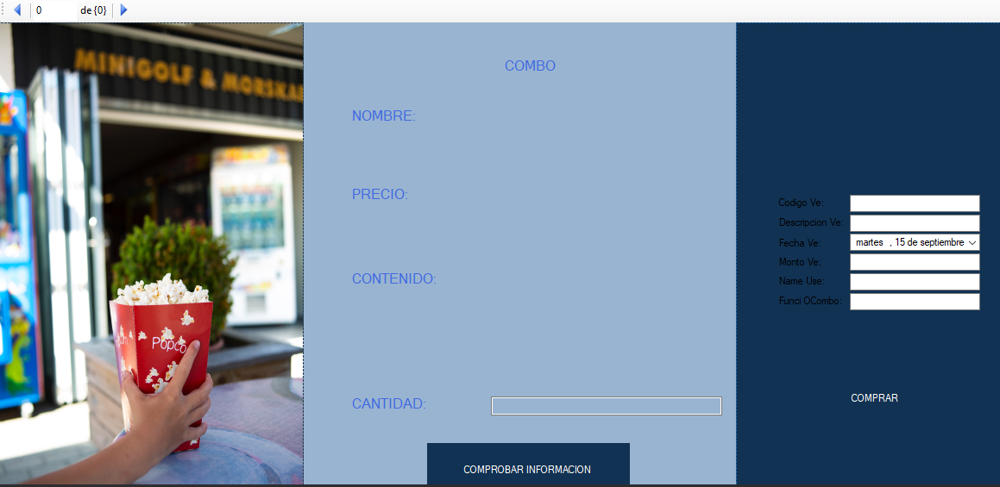 0 de {0}
MINIGOLF & MORSKAB
COMBO
NOMBRE:
PRECIO:
CONTENIDO:
CANTIDAD:
COMPROBAR INFORMACION
Popco
Codigo Ve:
Descripcion Ve:
Fecha Ve: martes , 15 de septiembre
Monto Ve:
Name Use:
Funci OCombo:
COMPRAR